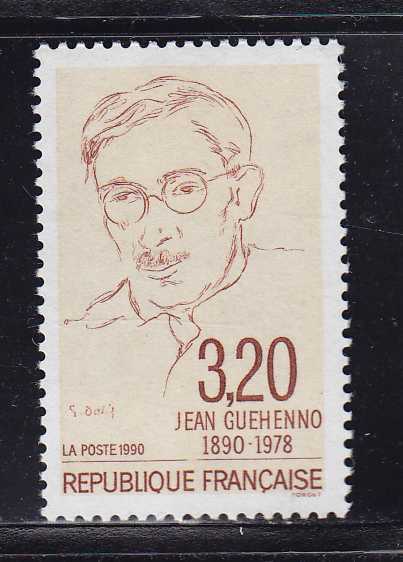 3,20
JEAN GUEHENNO
1890-1978
LA POSTE 1990
REPUBLIQUE FRANÇAISE